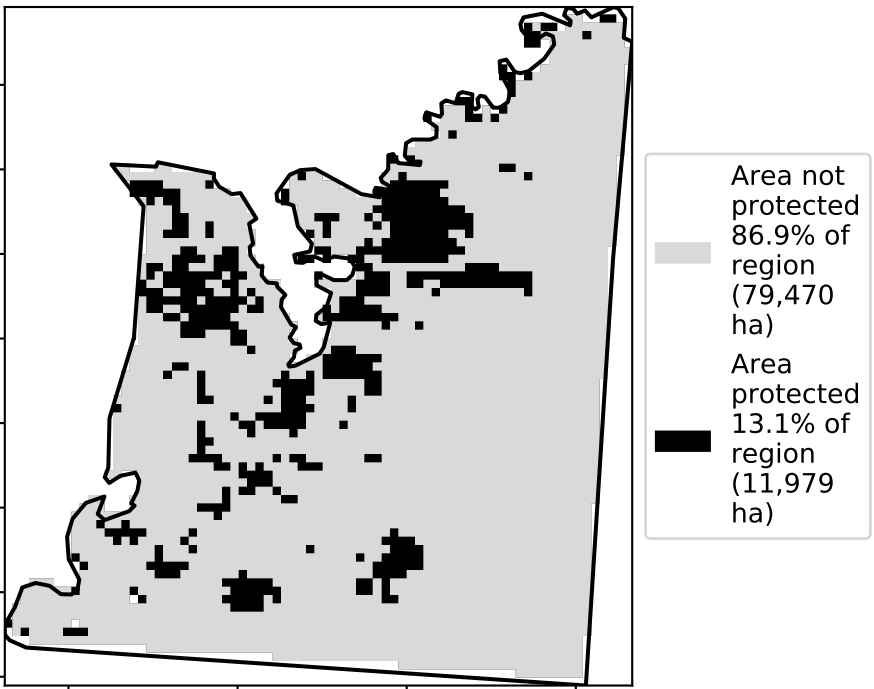 Area not
protected
86.9% of
region
(79,470
ha)
Area
protected
13.1% of
region
(11,979
ha)